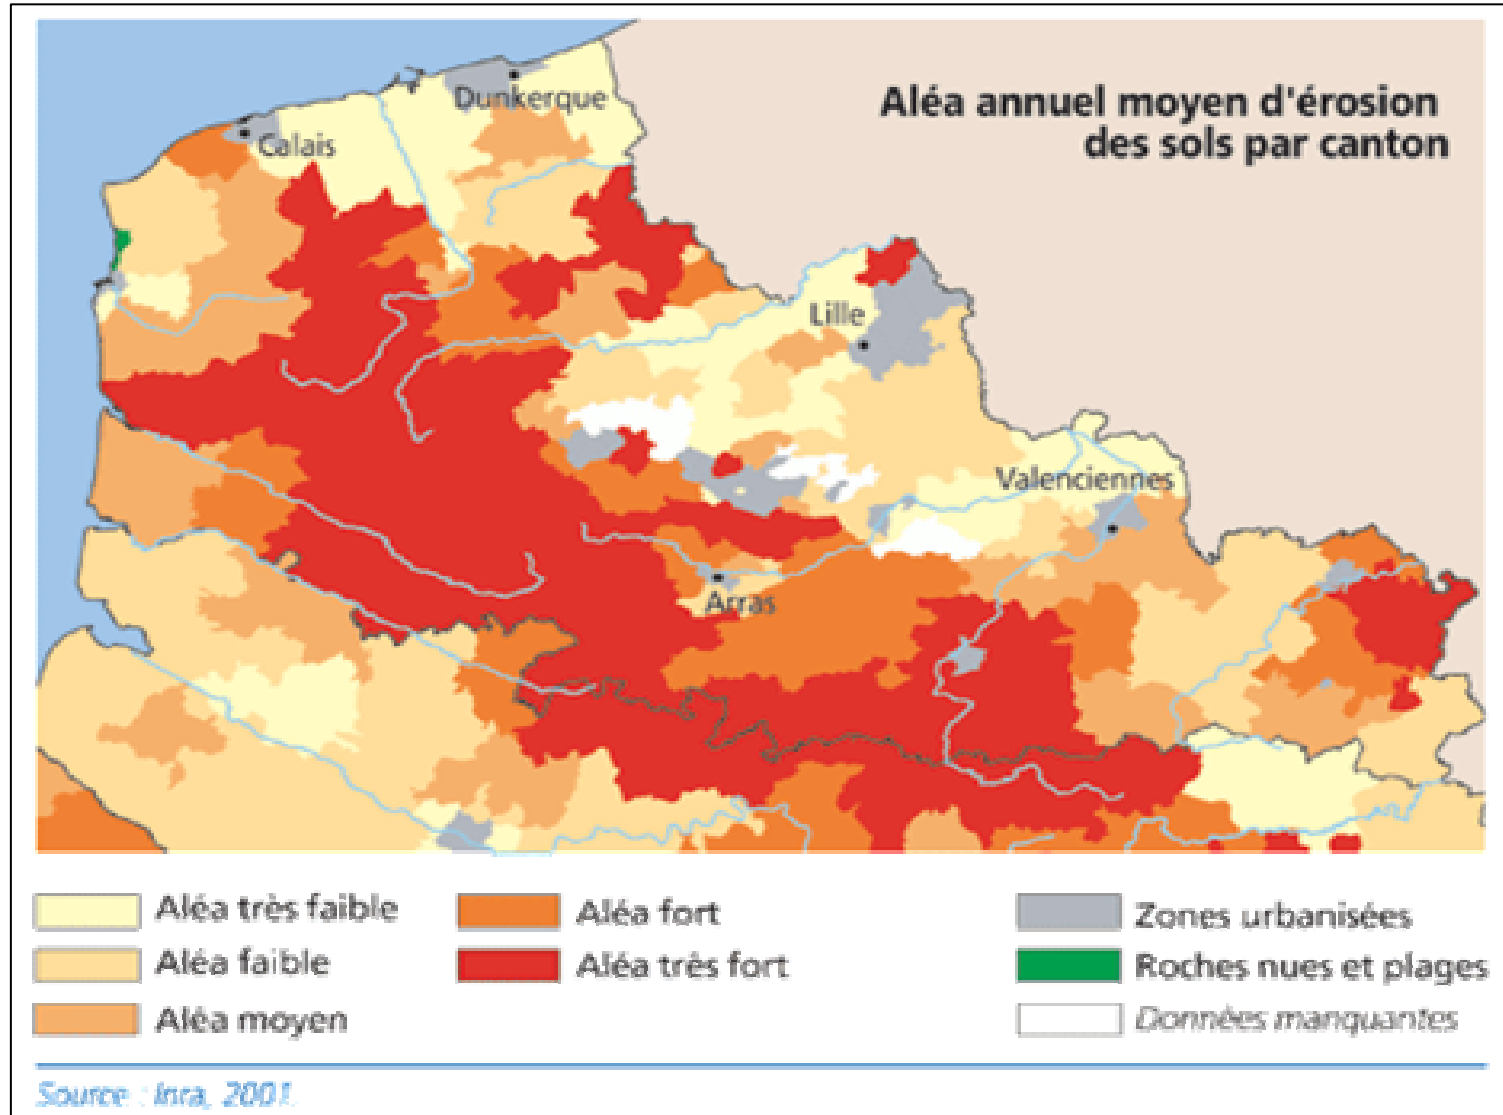 Aléa annuel moyen d'érosion
des sols par canton
Dunkerque
Calais
Lille
Valenciennes
Arras
Aléa très faible
Aléa faible
Aléa moyen
Aléa fort
Aléa très fort
Zones urbanisées
Roches nues et plages
Données manquantes
Source : Inra, 2001.